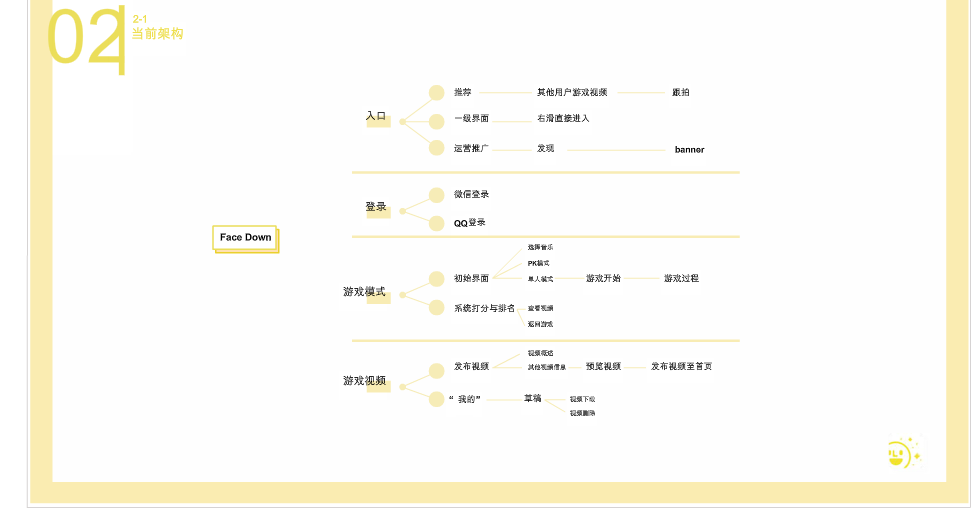 02
2-1
当前架构
Face Down
入口
推荐 其他用户游戏视频 跟拍
一级界面 右滑直接进入
运营推广 发现 banner
登录
微信登录
QQ登录
游戏模式
初始界面
选择音乐
PK模式
单人模式 游戏开始 游戏过程
系统打分与排名
查看视频
返回游戏
游戏视频
发布视频
视频概述
其他视频信息 预览视频 发布视频至首页
“ 我的” 草稿
视频下载
视频删除